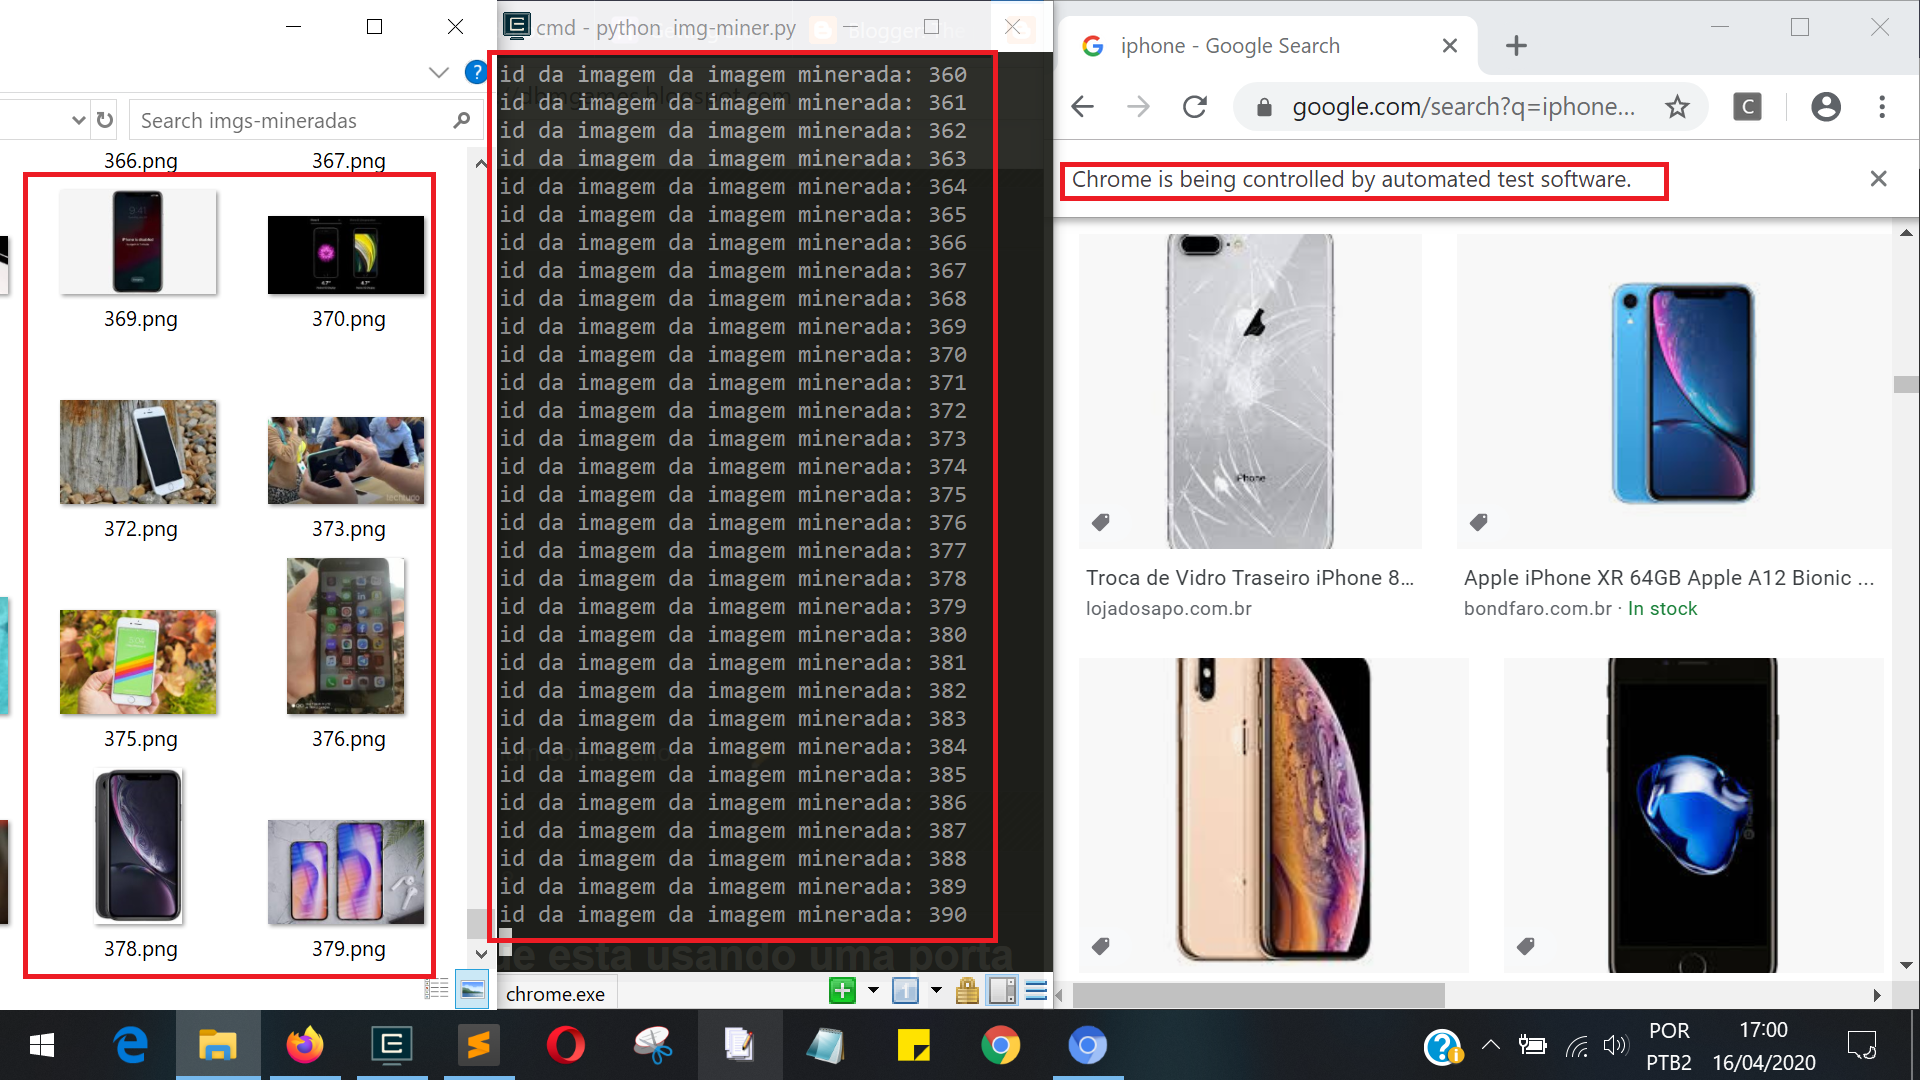 Search imgs-mineradas
366.png
367.png
369.png
370.png
372.png
373.png
375.png
376.png
378.png
379.png
cmd - python img-miner.py
id da imagem da imagem minerada: 360
id da imagem da imagem minerada: 361
id da imagem da imagem minerada: 362
id da imagem da imagem minerada: 363
id da imagem da imagem minerada: 364
id da imagem da imagem minerada: 365
id da imagem da imagem minerada: 366
id da imagem da imagem minerada: 367
id da imagem da imagem minerada: 368
id da imagem da imagem minerada: 369
id da imagem da imagem minerada: 370
id da imagem da imagem minerada: 371
id da imagem da imagem minerada: 372
id da imagem da imagem minerada: 373
id da imagem da imagem minerada: 374
id da imagem da imagem minerada: 375
id da imagem da imagem minerada: 376
id da imagem da imagem minerada: 377
id da imagem da imagem minerada: 378
id da imagem da imagem minerada: 379
id da imagem da imagem minerada: 380
id da imagem da imagem minerada: 381
id da imagem da imagem minerada: 382
id da imagem da imagem minerada: 383
id da imagem da imagem minerada: 384
id da imagem da imagem minerada: 385
id da imagem da imagem minerada: 386
id da imagem da imagem minerada: 387
id da imagem da imagem minerada: 388
id da imagem da imagem minerada: 389
id da imagem da imagem minerada: 390
esta usando uma porta
chrome.exe
iphone - Google Search
google.com/search?q=iphone...
C
Chrome is being controlled by automated test software.
iPhone
Troca de Vidro Traseiro iPhone 8...
lojadosapo.com.br
Apple iPhone XR 64GB Apple A12 Bionic ...
bondfaro.com.br · In stock
POR
PTB2
17:00
16/04/2020